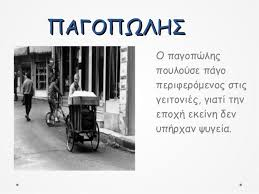 ΠΑΓΟΠΩΛΗΣ
Ο παγοπώλης
πουλούσε πάγο
περιφερόμενος στις
γειτονιές, γιατί την
εποχή εκείνη δεν
υπήρχαν ψυγεία.